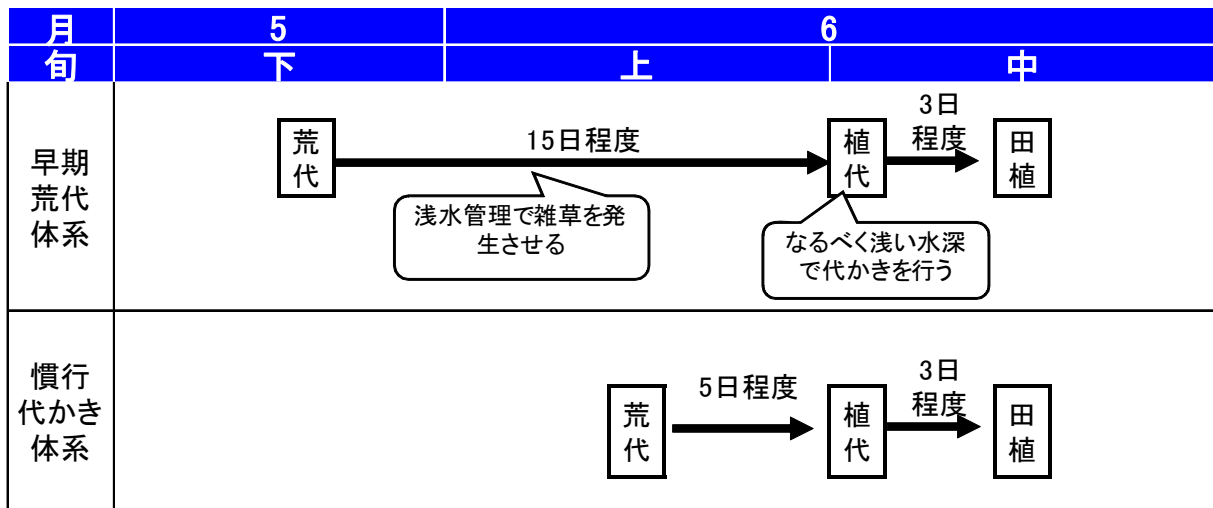 月 5 6
旬 下 上 中
早期
荒代
体系
荒
代
15日程度
植
代
3日
程度
田
植
浅水管理で雑草を発
生させる
なるべく浅い水深
で代かきを行う
慣行
代かき
体系
荒
代
5日程度
植
代
3日
程度
田
植